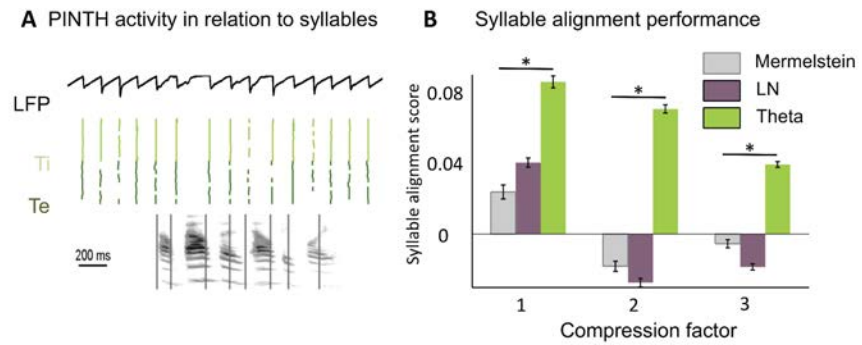 A PINTH activity in relation to syllables
LFP
Ti
Te
200 ms
B Syllable alignment performance
Mermelstein
LN
Theta
Syllable alignment score
0.08
0.04
0
*
*
*
1 2 3
Compression factor